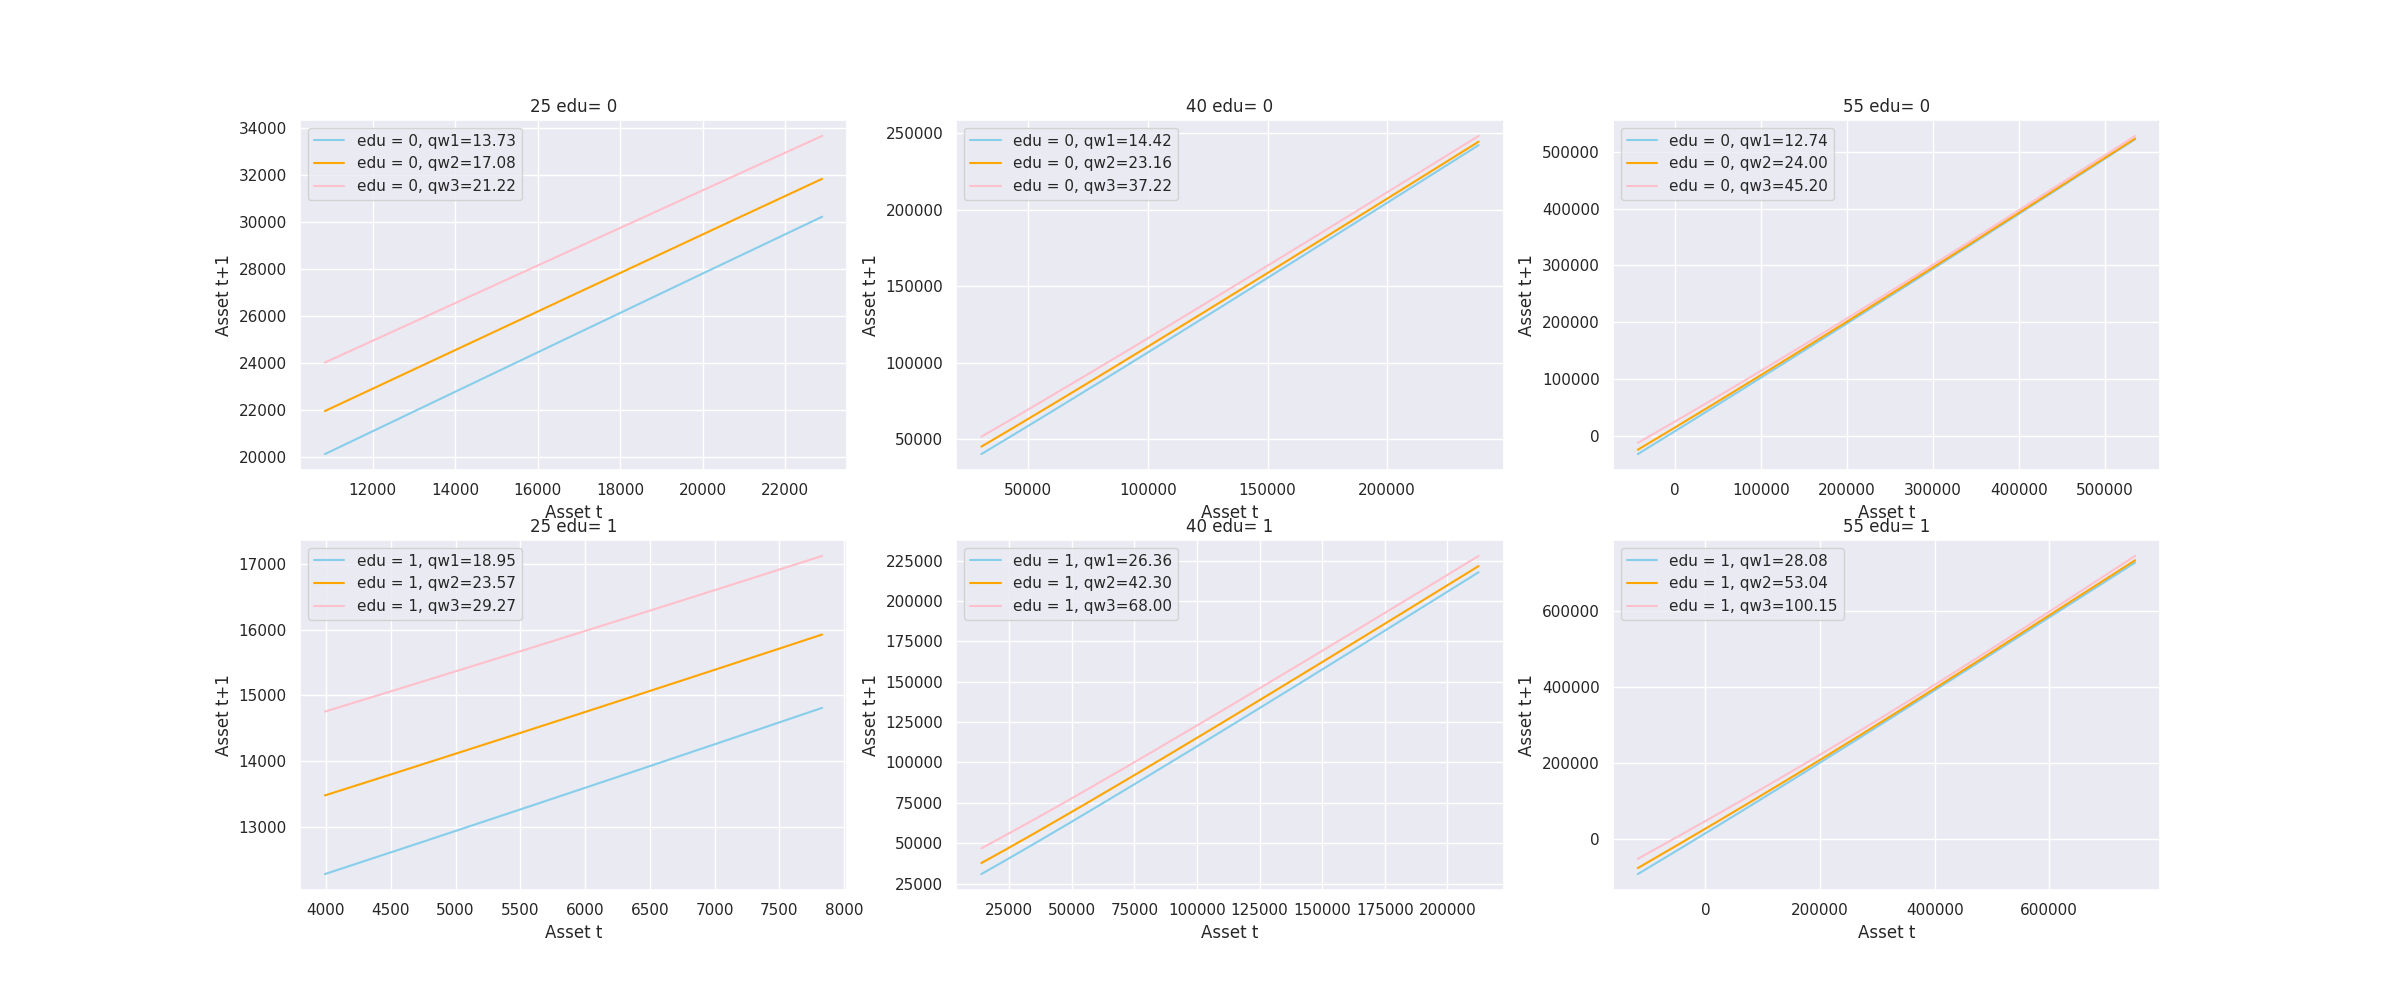 25 edu= 0
34000
32000
30000
28000
26000
24000
22000
20000
Asset t+1
edu = 0, qw1=13.73
edu = 0, qw2=17.08
edu = 0, qw3=21.22
12000 14000 16000 18000 20000 22000
Asset t
40 edu= 0
250000
200000
150000
100000
50000
Asset t+1
edu = 0, qw1=14.42
edu = 0, qw2=23.16
edu = 0, qw3=37.22
50000 100000 150000 200000
Asset t
55 edu= 0
500000
400000
300000
200000
100000
0
Asset t+1
edu = 0, qw1=12.74
edu = 0, qw2=24.00
edu = 0, qw3=45.20
0 100000 200000 300000 400000 500000
Asset t
25 edu= 1
17000
16000
15000
14000
13000
Asset t+1
edu = 1, qw1=18.95
edu = 1, qw2=23.57
edu = 1, qw3=29.27
4000 4500 5000 5500 6000 6500 7000 7500 8000
Asset t
40 edu= 1
225000
200000
175000
150000
125000
100000
75000
50000
25000
Asset t+1
edu = 1, qw1=26.36
edu = 1, qw2=42.30
edu = 1, qw3=68.00
25000 50000 75000 100000 125000 150000 175000 200000
Asset t
55 edu= 1
600000
400000
200000
0
Asset t+1
edu = 1, qw1=28.08
edu = 1, qw2=53.04
edu = 1, qw3=100.15
0 200000 400000 600000
Asset t